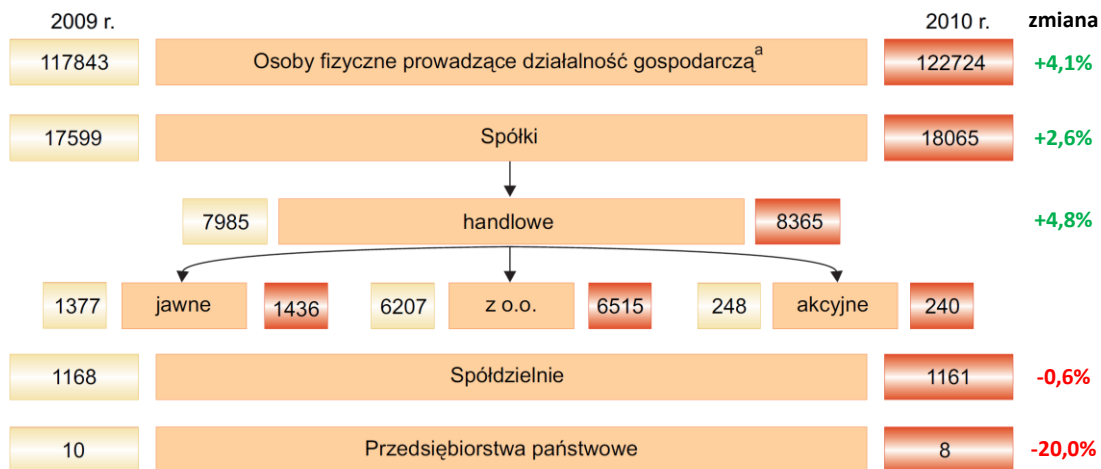 2009 r. 2010 r. zmiana
117843 Osoby fizyczne prowadzące działalność gospodarczą^a 122724 +4,1%
17599 Spółki 18065 +2,6%
7985 handlowe 8365 +4,8%
1377 jawne 1436 6207 z o.o. 6515 248 akcyjne 240
1168 Spółdzielnie 1161 -0,6%
10 Przedsiębiorstwa państwowe 8 -20,0%